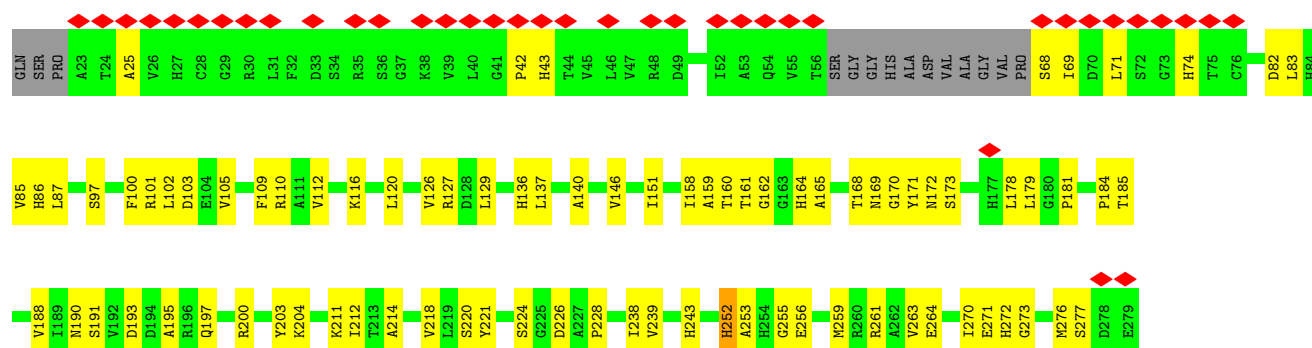 GLN SER PRO A23 T24 A25 V26 H27 C28 G29 R30 L31 F32 D33 S34 R35 S36 G37 K38 V39 L40 G41 P42 H43 T44 V45 L46 V47 R48 D49 I52 A53 Q54 V55 T56 SER GLY GLY HIS ALA ASP VAL ALA GLY VAL PRO S68 I69 D70 L71 S72 G73 H74 T75 C76 D82 L83 H84
V85 H86 L87 S97 F100 R101 L102 D103 E104 V105 F109 R110 A111 V112 K116 L120 V126 R127 D128 L129 H136 L137 A140 V146 I151 I158 A159 T160 T161 G162 G163 H164 A165 T168 N169 G170 Y171 N172 S173 H177 L178 L179 G180 P181 P184 T185
V188 I189 N190 S191 V192 D193 D194 A195 R196 Q197 R200 Y203 K204 K211 I212 T213 A214 V218 L219 S220 Y221 S224 G225 D226 A227 P228 I238 V239 H243 H252 A253 H254 G255 E256 M259 R260 R261 A262 V263 E264 I270 E271 H272 G273 M276 S277 D278 E279